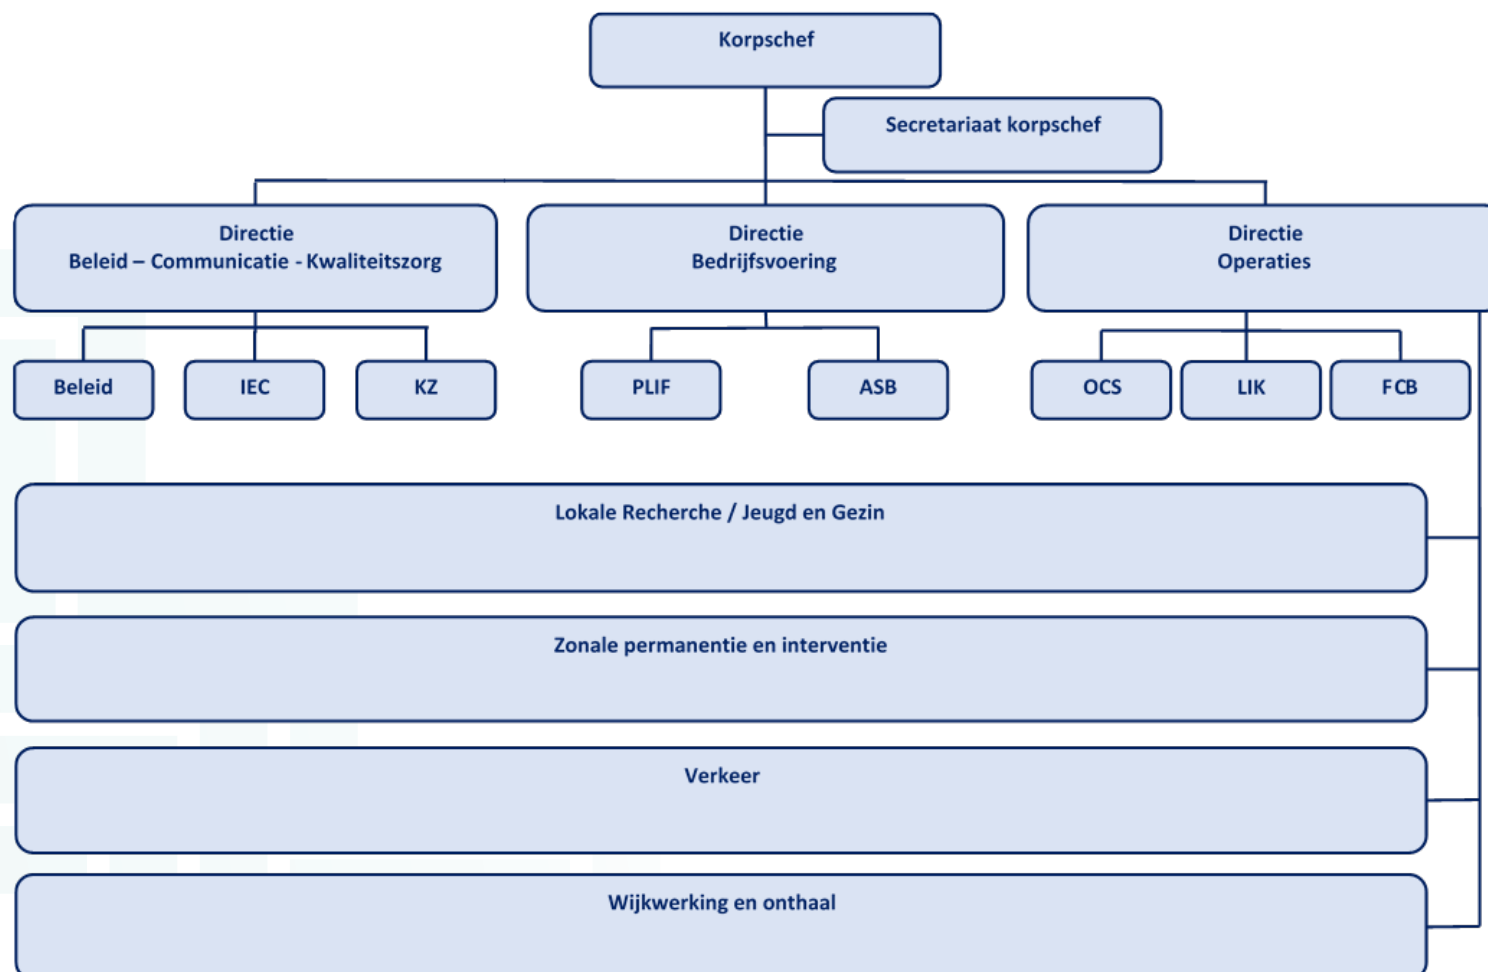 Korpschef
Secretariaat korpschef
Directie
Beleid – Communicatie - Kwaliteitszorg
Directie
Bedrijfsvoering
Directie
Operaties
Beleid
IEC
KZ
PLIF
ASB
OCS
LIK
FCB
Lokale Recherche / Jeugd en Gezin
Zonale permanentie en interventie
Verkeer
Wijkwerking en onthaal